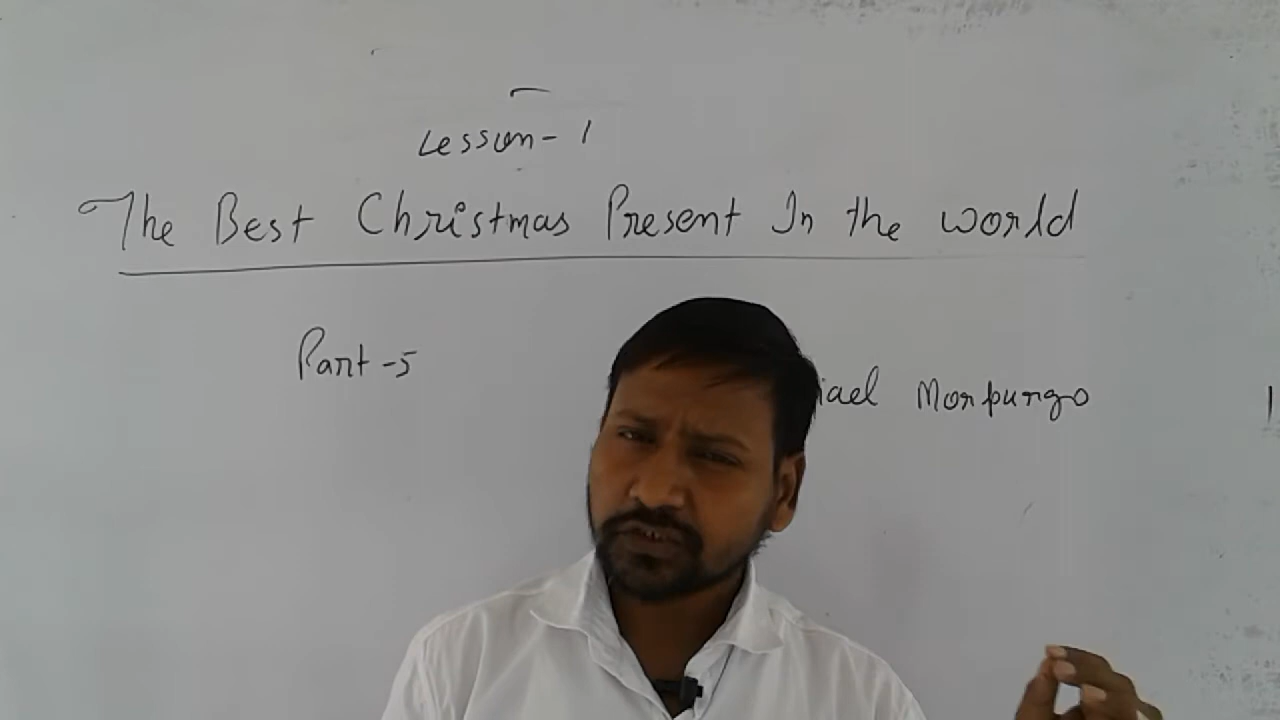 Lesson- 1
The Best Christmas Present In the world
Part -5
Morpurgo